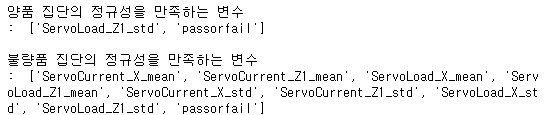 양품 집단의 정규성을 만족하는 변수
: ['ServoLoad_Z1_std', 'passorfail']

불량품 집단의 정규성을 만족하는 변수
: ['ServoCurrent_X_mean', 'ServoCurrent_Z1_mean', 'ServoLoad_X_mean', 'Serv
oLoad_Z1_mean', 'ServoCurrent_X_std', 'ServoCurrent_Z1_std', 'ServoLoad_X_st
d', 'ServoLoad_Z1_std', 'passorfail']